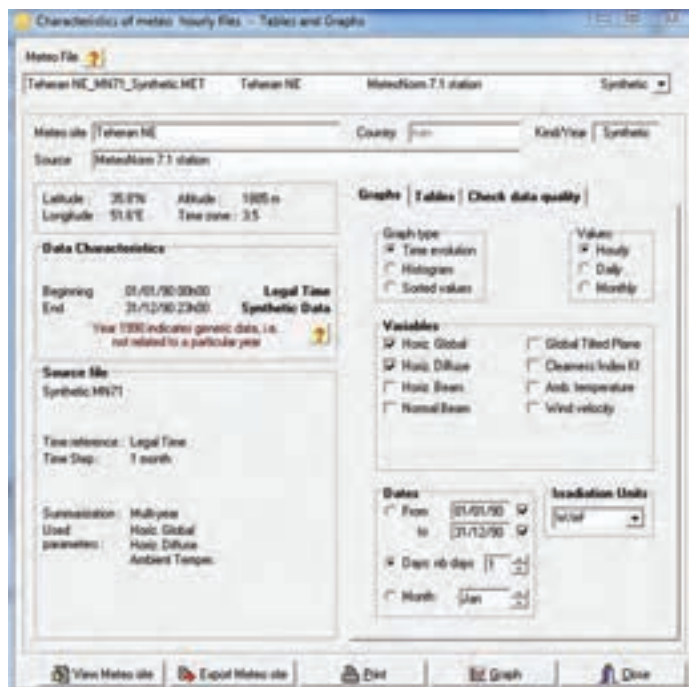 Characteristics of meteo hourly files -- Tables and Graphs
Meteo File
Teheran NE_MN71_Synthetic.MET Teheran NE MeteoNorm 7.1 station Synthetic
Meteo site Teheran NE Country Iran Kind/Year Synthetic
Source MeteoNorm 7.1 station
Latitude : 35.8°N Altitude : 1805 m
Longitude 51.6°E Time zone : 3.5
Data Characteristics
Beginning 01/01/90 00h00 Legal Time
End 31/12/90 23h00 Synthetic Data
Year 1990 indicates generic data, i.e.
not related to a particular year
Source file
Synthetic MN71
Time reference : Legal Time
Time Step : 1 month
Summarization : Multi-year
Used Horiz. Global
parameters : Horiz. Diffuse
Ambient Temper.
Graphs Tables Check data quality
Graph type
Time evolution
Histogram
Sorted values
Values
Hourly
Daily
Monthly
Variables
Horiz. Global
Horiz. Diffuse
Horiz. Beam
Normal Beam
Global Tilted Plane
Clearness Index Kt
Amb. temperature
Wind velocity
Dates
From 01/01/90
to 31/12/90
Days: nb days 1
Month: Jan
Irradiation Units
W/m²
View Meteo site Export Meteo site Print Graph Close